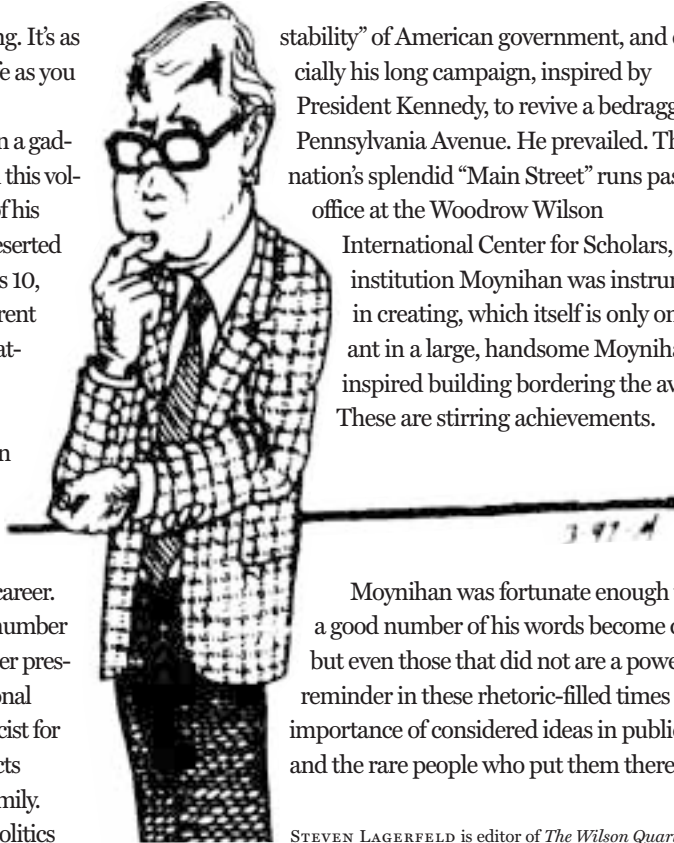 ng. It’s as
fe as you
n a gad-
this vol-
of his
eserted
s 10,
rent
at-
n
career.
number
er pres-
onal
cist for
cts
mily.
olitics
stability” of American government, and
cially his long campaign, inspired by
President Kennedy, to revive a bedragg
Pennsylvania Avenue. He prevailed. Th
nation’s splendid “Main Street” runs pas
office at the Woodrow Wilson
International Center for Scholars,
institution Moynihan was instru
in creating, which itself is only on
ant in a large, handsome Moyniha
inspired building bordering the av
These are stirring achievements.
3-97-H
Moynihan was fortunate enough
a good number of his words become
but even those that did not are a powe
reminder in these rhetoric-filled times
importance of considered ideas in public
and the rare people who put them there
STEVEN LAGERFELD is editor of The Wilson Quar